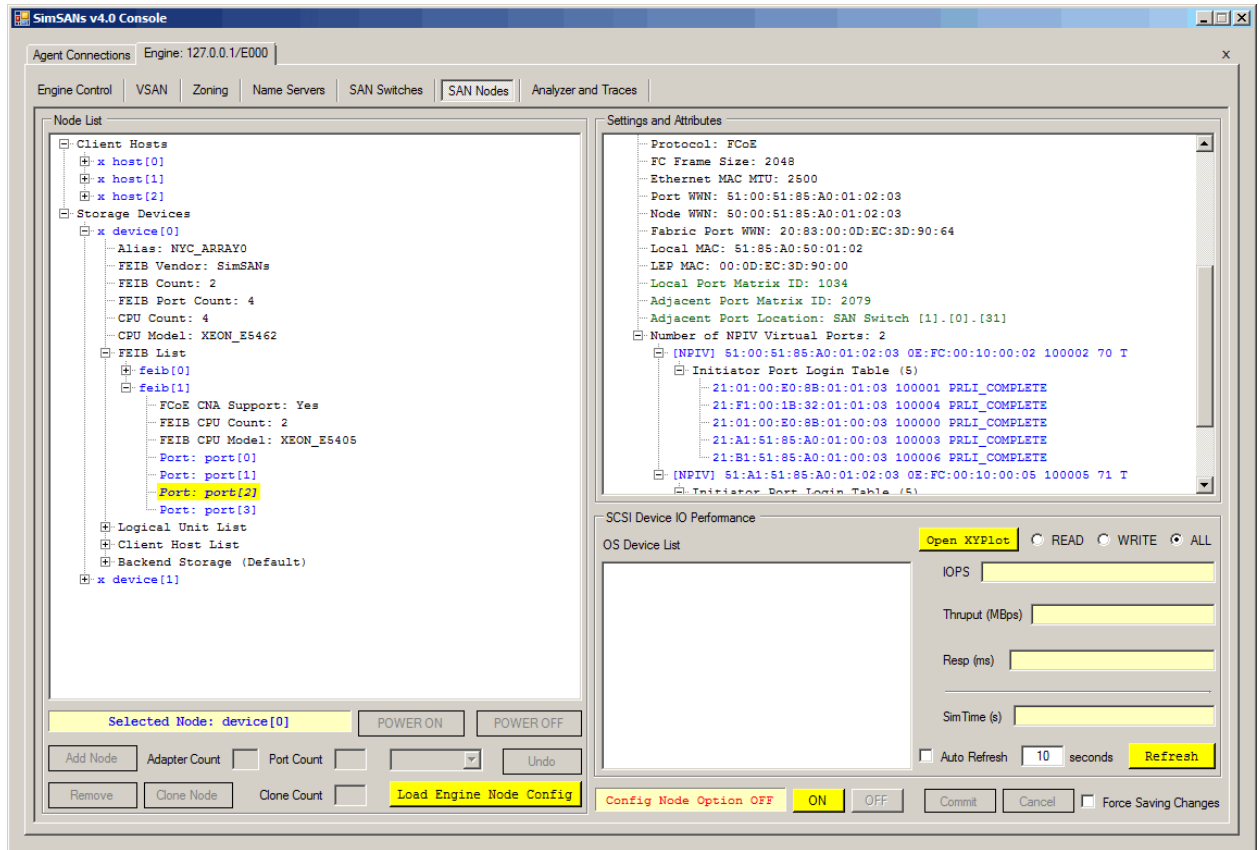 SimSANs v4.0 Console
Agent Connections
Engine: 127.0.0.1/E000
x
Engine Control
VSAN
Zoning
Name Servers
SAN Switches
SAN Nodes
Analyzer and Traces
Node List
Client Hosts
x host[0]
x host[1]
x host[2]
Storage Devices
x device[0]
Alias: NYC_ARRAY0
FEIB Vendor: SimSANs
FEIB Count: 2
FEIB Port Count: 4
CPU Count: 4
CPU Model: XEON_E5462
FEIB List
feib[0]
feib[1]
FCoE CNA Support: Yes
FEIB CPU Count: 2
FEIB CPU Model: XEON_E5405
Port: port[0]
Port: port[1]
Port: port[2]
Port: port[3]
Logical Unit List
Client Host List
Backend Storage (Default)
x device[1]
Selected Node: device[0]
POWER ON
POWER OFF
Add Node
Adapter Count
Port Count
Undo
Remove
Clone Node
Clone Count
Load Engine Node Config
Settings and Attributes
Protocol: FCoE
FC Frame Size: 2048
Ethernet MAC MTU: 2500
Port WWN: 51:00:51:85:A0:01:02:03
Node WWN: 50:00:51:85:A0:01:02:03
Fabric Port WWN: 20:83:00:0D:EC:3D:90:64
Local MAC: 51:85:A0:50:01:02
LEP MAC: 00:0D:EC:3D:90:00
Local Port Matrix ID: 1034
Adjacent Port Matrix ID: 2079
Adjacent Port Location: SAN Switch [1].[0].[31]
Number of NPIV Virtual Ports: 2
[NPIV] 51:00:51:85:A0:01:02:03 0E:FC:00:10:00:02 100002 70 T
Initiator Port Login Table (5)
21:01:00:E0:8B:01:01:03 100001 PRLI_COMPLETE
21:F1:00:1B:32:01:01:03 100004 PRLI_COMPLETE
21:01:00:E0:8B:01:00:03 100000 PRLI_COMPLETE
21:A1:51:85:A0:01:00:03 100003 PRLI_COMPLETE
21:B1:51:85:A0:01:00:03 100006 PRLI_COMPLETE
[NPIV] 51:A1:51:85:A0:01:02:03 0E:FC:00:10:00:05 100005 71 T
Initiator Port Login Table (5)
SCSI Device IO Performance
OS Device List
Open XYPlot
READ
WRITE
ALL
IOPS
Thruput (MBps)
Resp (ms)
SimTime (s)
Auto Refresh
10
seconds
Refresh
Config Node Option OFF
ON
OFF
Commit
Cancel
Force Saving Changes